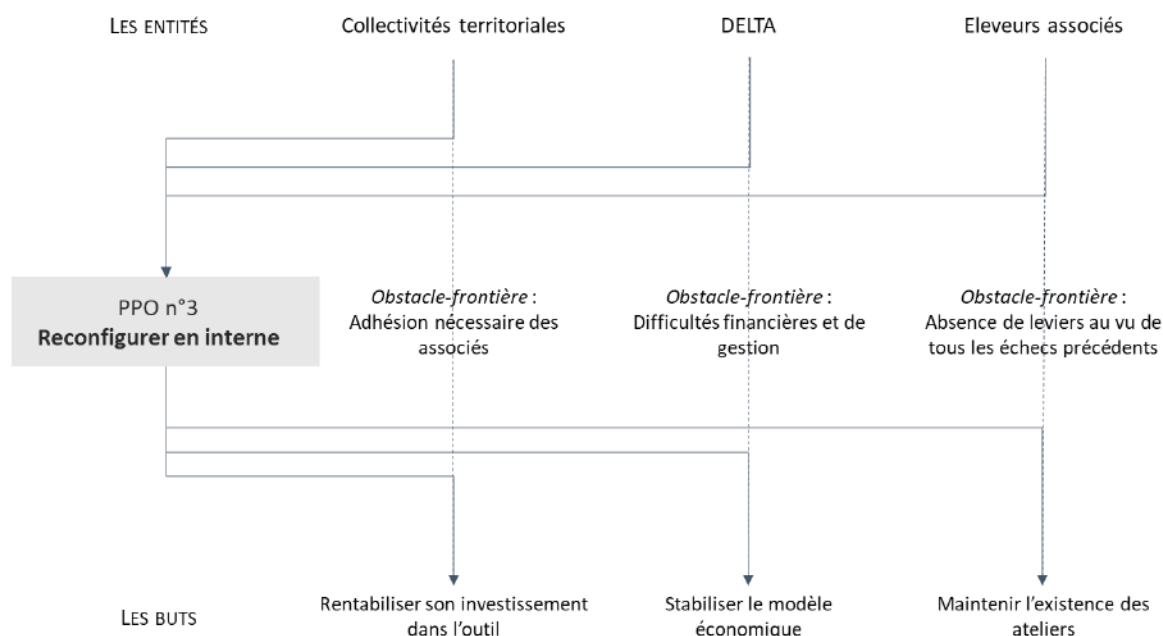 LES ENTITÉS
Collectivités territoriales
DELTA
Eleveurs associés
PPO n°3
Reconfigurer en interne
Obstacle-frontière :
Adhésion nécessaire des
associés
Obstacle-frontière :
Difficultés financières et de
gestion
Obstacle-frontière :
Absence de leviers au vu de
tous les échecs précédents
LES BUTS
Rentabiliser son investissement
dans l'outil
Stabiliser le modèle
économique
Maintenir l'existence des
ateliers